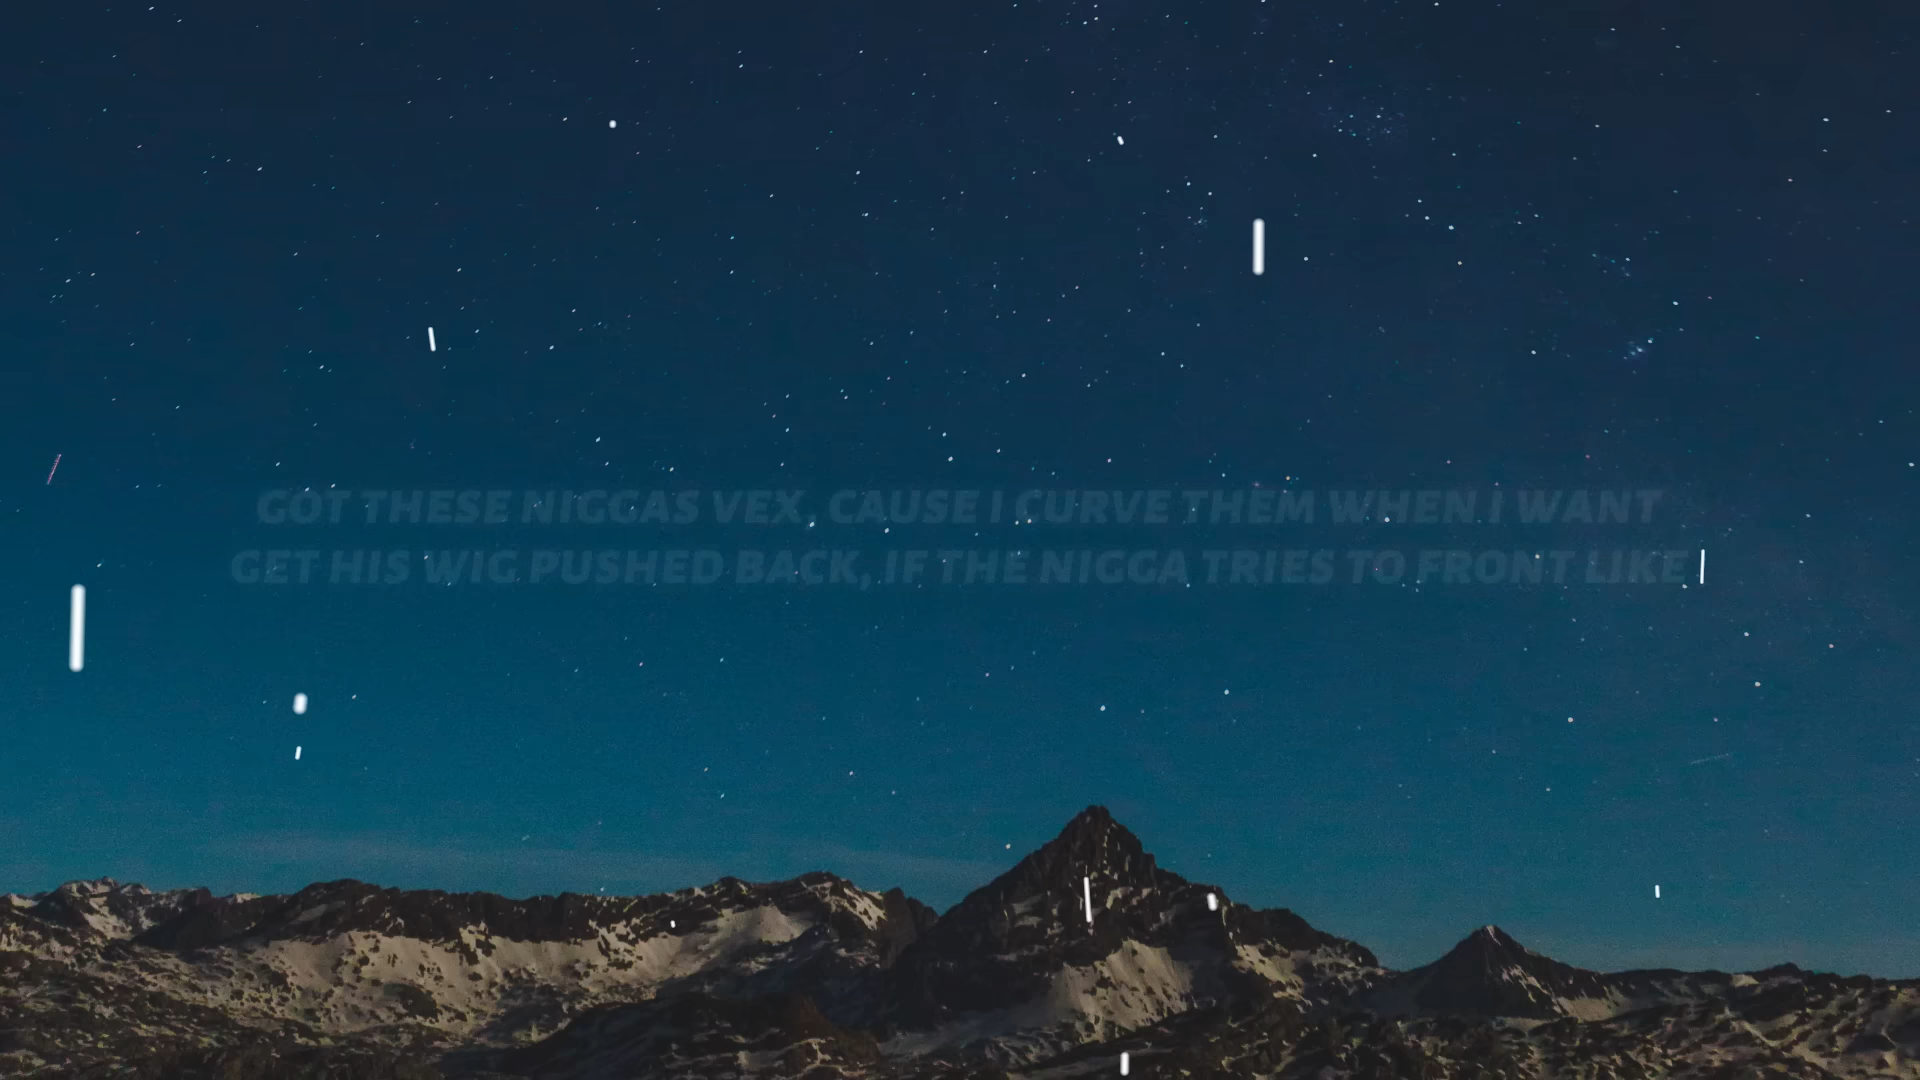 GOT THESE NIGGAS VEX, CAUSE I CURVE THEM WHEN I WANT
GET HIS WIG PUSHED BACK, IF THE NIGGA TRIES TO FRONT LIKE